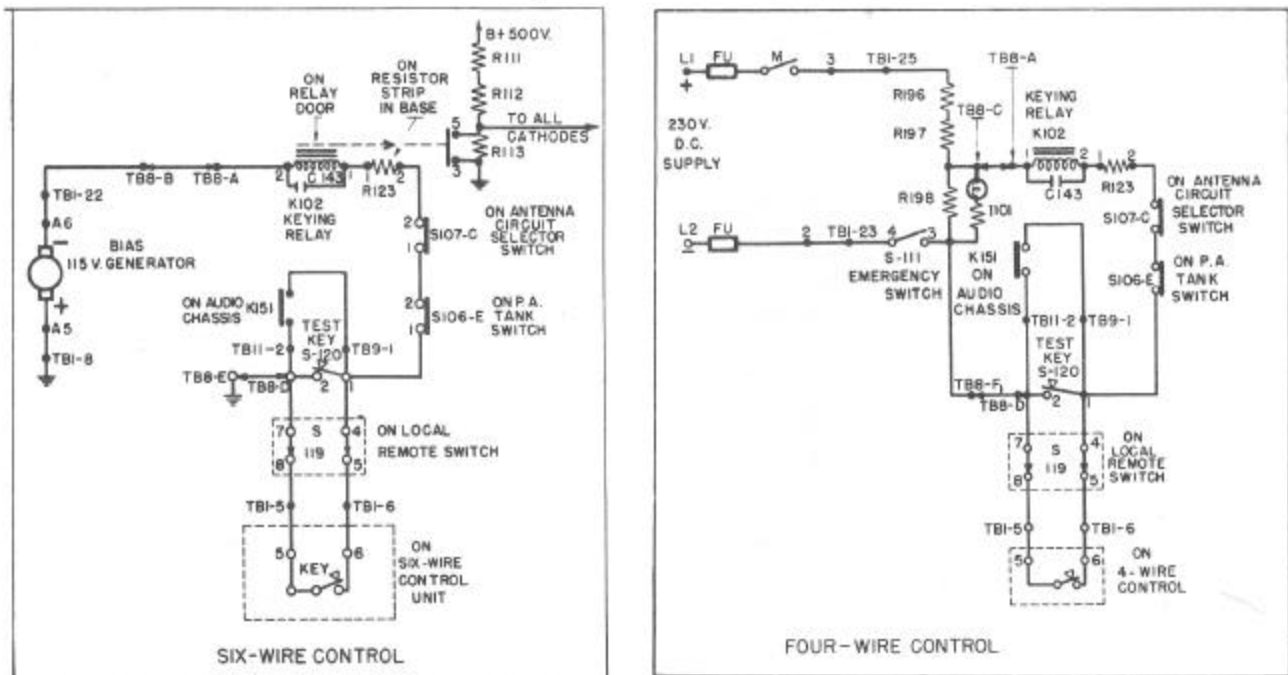 B+500V.
R111
ON
RELAY
DOOR
ON
RESISTOR
STRIP
IN BASE
R112
5
TO ALL
CATHODES
R113
3
TB8-B
TB8-A
2
C143
1
2
R123
K102
KEYING
RELAY
TB1-22
A6
BIAS
115 V. GENERATOR
−
+
A5
TB1-8
2
S107-C
1
ON ANTENNA
CIRCUIT
SELECTOR
SWITCH
2
S106-E
1
ON P.A.
TANK
SWITCH
ON AUDIO
CHASSIS
K151
TEST
KEY
S-120
TB11-2
TB9-1
TB8-E
TB8-D
2
1
7
S
4
119
8
5
ON LOCAL
REMOTE SWITCH
TB1-5
TB1-6
5
6
KEY
ON
SIX-WIRE
CONTROL
UNIT
SIX-WIRE CONTROL
L1
+
FU
M
3
TB1-25
TB8-A
R196
TB8-C
KEYING
RELAY
K102
R197
230V.
D.C.
SUPPLY
1
2
C143
1
2
R123
R198
I101
S107-C
ON ANTENNA
CIRCUIT
SELECTOR
SWITCH
L2
−
FU
2
TB1-23
4
3
S-111
EMERGENCY
SWITCH
K151
ON
AUDIO
CHASSIS
S106-E
ON P.A.
TANK
SWITCH
TB11-2
TB9-1
TEST
KEY
S-120
TB8-F
TB8-D
2
1
7
S
4
119
8
5
ON
LOCAL
REMOTE
SWITCH
TB1-5
TB1-6
5
6
ON
4-WIRE
CONTROL
FOUR-WIRE CONTROL